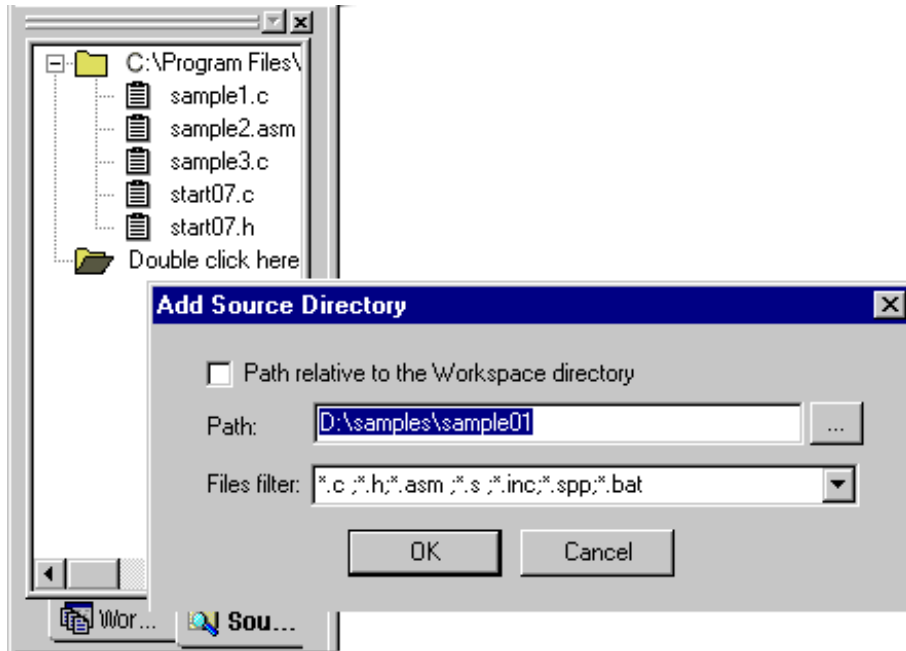 C:\Program Files\
sample1.c
sample2.asm
sample3.c
start07.c
start07.h
Double click here
Add Source Directory
Path relative to the Workspace directory
Path: D:\samples\sample01 ...
Files filter: *.c ;*.h;*.asm ;*.s ;*.inc;*.spp;*.bat
OK Cancel
Wor... Sou...